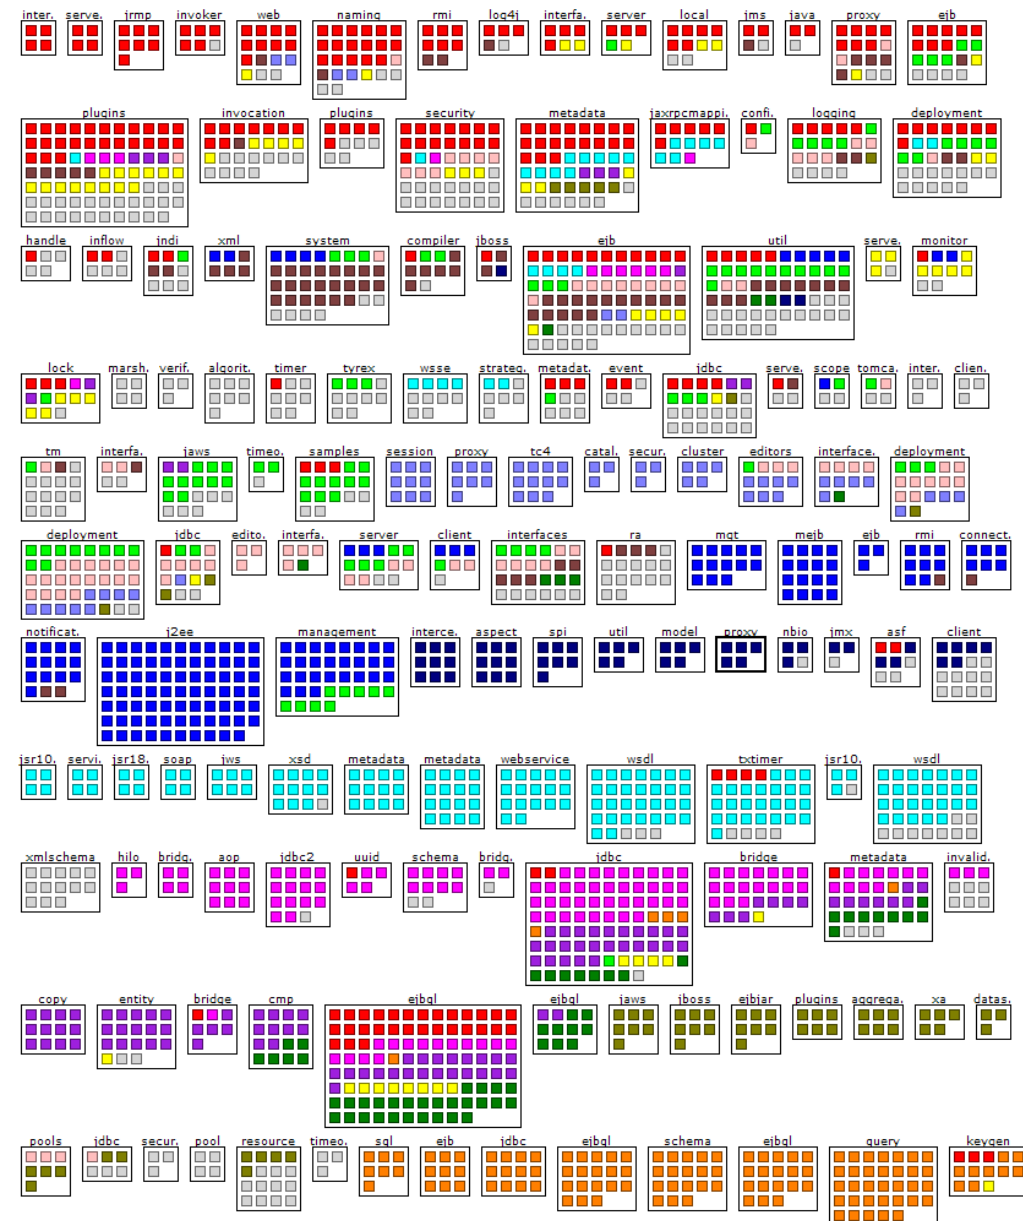 inter. serve. jrmp invoker web naming rmi log4j interfa. server local jms java proxy ejb
plugins invocation plugins security metadata jaxrpcmappi. confi. logging deployment
handle inflow jndi xml system compiler jboss ejb util serve. monitor
lock marsh. verif. algorit. timer tyrex wsse strateg. metadat. event jdbc serve. scope tomca. inter. clien.
tm interfa. jaws timeo. samples session proxy tc4 catal. secur. cluster editors interface. deployment
deployment jdbc edito. interfa. server client interfaces ra mgt mejb ejb rmi connect.
notificat. j2ee management interce. aspect spi util model proxy nbio jmx asf client
jsr10. servi. jsr18. soap jws xsd metadata metadata webservice wsdl txtimer jsr10. wsdl
xmlschema hilo bridg. aop jdbc2 uuid schema bridg. jdbc bridge metadata invalid.
copy entity bridge cmp ejbql ejbql jaws jboss ejbjar plugins aggrega. xa datas.
pools jdbc secur. pool resource timeo. sql ejb jdbc ejbql schema ejbql query keygen